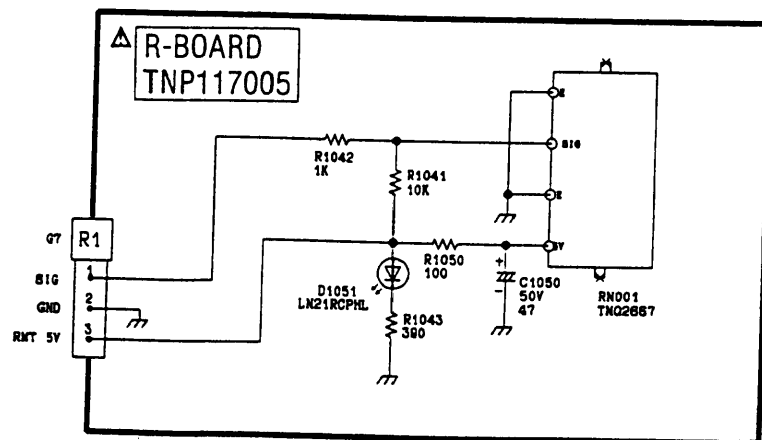 R-BOARD
TNP117005
E
SIG
R1042
1K
R1041
10K
E
G7
R1
5V
R1050
100
SIG
1
D1051
LN21RCPHL
+
-
C1050
50V
47
RN001
TNQ2667
GND
2
R1043
390
RMT 5V
3